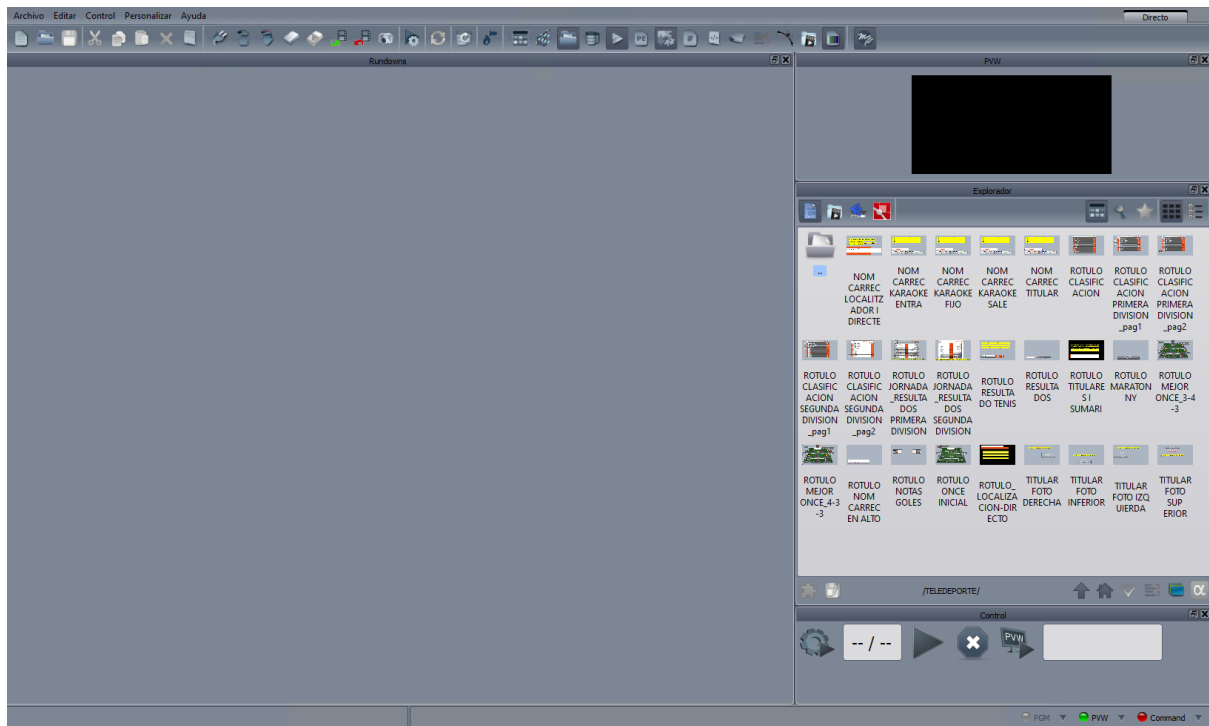 Archivo Editar Control Personalizar Ayuda
Directo
Rundowns
PVW
Explorador
..
NOM
CARREC
LOCALITZ
ADOR I
DIRECTE
NOM
CARREC
KARAOKE
ENTRA
NOM
CARREC
KARAOKE
FIJO
NOM
CARREC
KARAOKE
SALE
NOM
CARREC
TITULAR
ROTULO
CLASIFIC
ACION
ROTULO
CLASIFIC
ACION
PRIMERA
DIVISION
_pag1
ROTULO
CLASIFIC
ACION
PRIMERA
DIVISION
_pag2
ROTULO
CLASIFIC
ACION
SEGUNDA
DIVISION
_pag1
ROTULO
CLASIFIC
ACION
SEGUNDA
DIVISION
_pag2
ROTULO
JORNADA
_RESULTA
DOS
PRIMERA
DIVISION
ROTULO
JORNADA
_RESULTA
DOS
SEGUNDA
DIVISION
ROTULO
RESULTA
DO TENIS
ROTULO
RESULTA
DOS
ROTULO
TITULARE
S I
SUMARI
ROTULO
MARATON
NY
ROTULO
MEJOR
ONCE_3-4
-3
ROTULO
MEJOR
ONCE_4-3
-3
ROTULO
NOM
CARREC
EN ALTO
ROTULO
NOTAS
GOLES
ROTULO
ONCE
INICIAL
ROTULO_
LOCALIZA
CION-DIR
ECTO
TITULAR
FOTO
DERECHA
TITULAR
FOTO
INFERIOR
TITULAR
FOTO IZQ
UIERDA
TITULAR
FOTO
SUP
ERIOR
/TELEDEPORTE/
Control
-- / --
PVW
PGM PVW Command